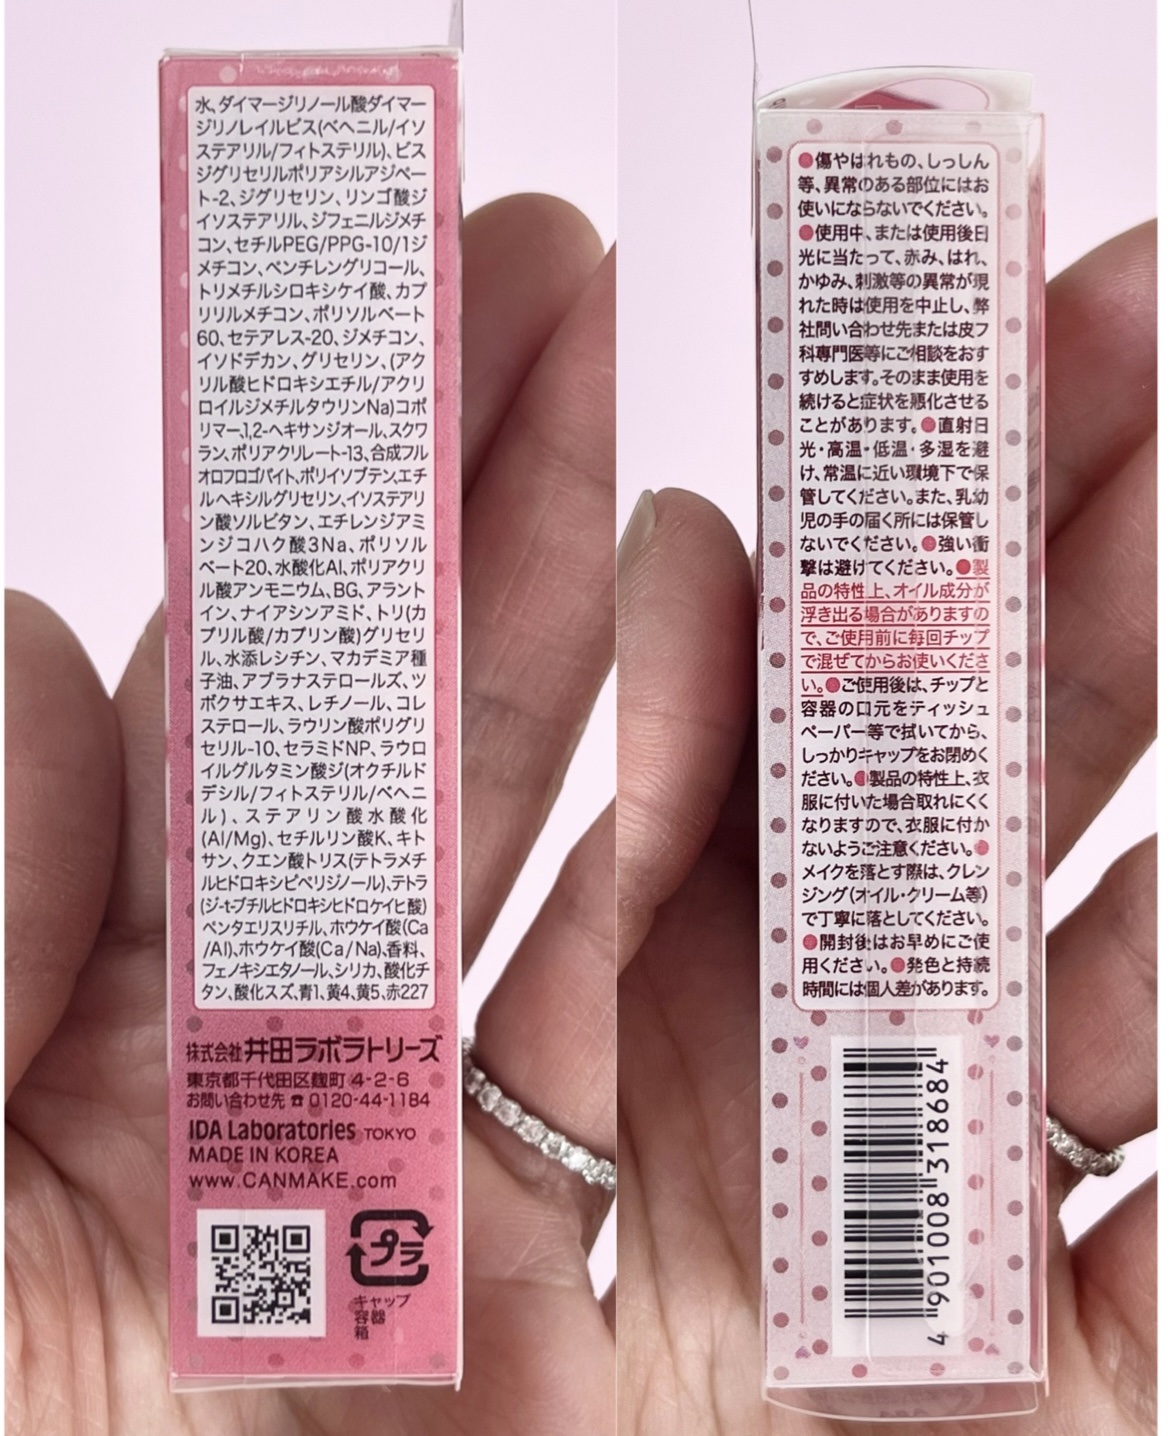 水、ダイマージリノール酸ダイマー
ジリノレイルビス(ベヘニル/イソ
ステアリル/フィトステリル)、ビス
ジグリセリルポリアシルアジペー
ト-2、ジグリセリン、リンゴ酸ジ
イソステアリル、ジフェニルジメチ
コン、セチルPEG/PPG-10/1ジ
メチコン、ペンチレングリコール、
トリメチルシロキシケイ酸、カプ
リリルメチコン、ポリソルベート
60、セテアレス-20、ジメチコン、
イソドデカン、グリセリン、(アク
リル酸ヒドロキシエチル/アクリ
ロイルジメチルタウリンNa)コポ
リマー、1,2-ヘキサンジオール、スクワ
ラン、ポリアクリレート-13、合成フル
オロフロゴパイト、ポリイソブテン、エチ
ルヘキシルグリセリン、イソステアリ
ン酸ソルビタン、エチレンジアミ
ンジコハク酸3Na、ポリソル
ベート20、水酸化Al、ポリアクリ
ル酸アンモニウム、BG、アラント
イン、ナイアシンアミド、トリ(カ
プリル酸/カプリン酸)グリセリ
ル、水添レシチン、マカデミア種
子油、アブラナステロールズ、ツ
ボクサエキス、レチノール、コレ
ステロール、ラウリン酸ポリグリ
セリル-10、セラミドNP、ラウロ
イルグルタミン酸ジ(オクチルド
デシル/フィトステリル/ベヘニ
ル)、ステアリン酸水酸化
(Al/Mg)、セチルリン酸K、キト
サン、クエン酸トリス(テトラメチ
ルヒドロキシピペリジノール)、テトラ
(ジ-t-ブチルヒドロキシヒドロケイヒ酸)
ペンタエリスリチル、ホウケイ酸(Ca
/Al)、ホウケイ酸(Ca/Na)、香料、
フェノキシエタノール、シリカ、酸化チ
タン、酸化スズ、青1、黄4、黄5、赤227
株式会社 井田ラボラトリーズ
東京都千代田区麹町 4-2-6
お問い合わせ先 ☎ 0120-44-1184
IDA Laboratories TOKYO
MADE IN KOREA
www.CANMAKE.com
プラ
キャップ
容器
箱
●傷やはれもの、しっしん
等、異常のある部位にはお
使いにならないでください。
●使用中、または使用後日
光に当たって、赤み、はれ、
かゆみ、刺激等の異常が現
れた時は使用を中止し、弊
社問い合わせ先または皮フ
科専門医等にご相談をおす
すめします。そのまま使用を
続けると症状を悪化させる
ことがあります。●直射日
光・高温・低温・多湿を避
け、常温に近い環境下で保
管してください。また、乳幼
児の手の届く所には保管し
ないでください。●強い衝
撃は避けてください。●製
品の特性上、オイル成分が
浮き出る場合がありますの
で、ご使用前に毎回チップ
で混ぜてからお使いくださ
い。●ご使用後は、チップと
容器の口元をティッシュ
ペーパー等で拭いてから、
しっかりキャップをお閉めく
ださい。●製品の特性上、衣
服に付いた場合取れにくく
なりますので、衣服に付か
ないようご注意ください。●
メイクを落とす際は、クレン
ジング(オイル・クリーム等)
で丁寧に落としてください。
●開封後はお早めにご使
用ください。●発色と持続
時間には個人差があります。
4 901008 318684